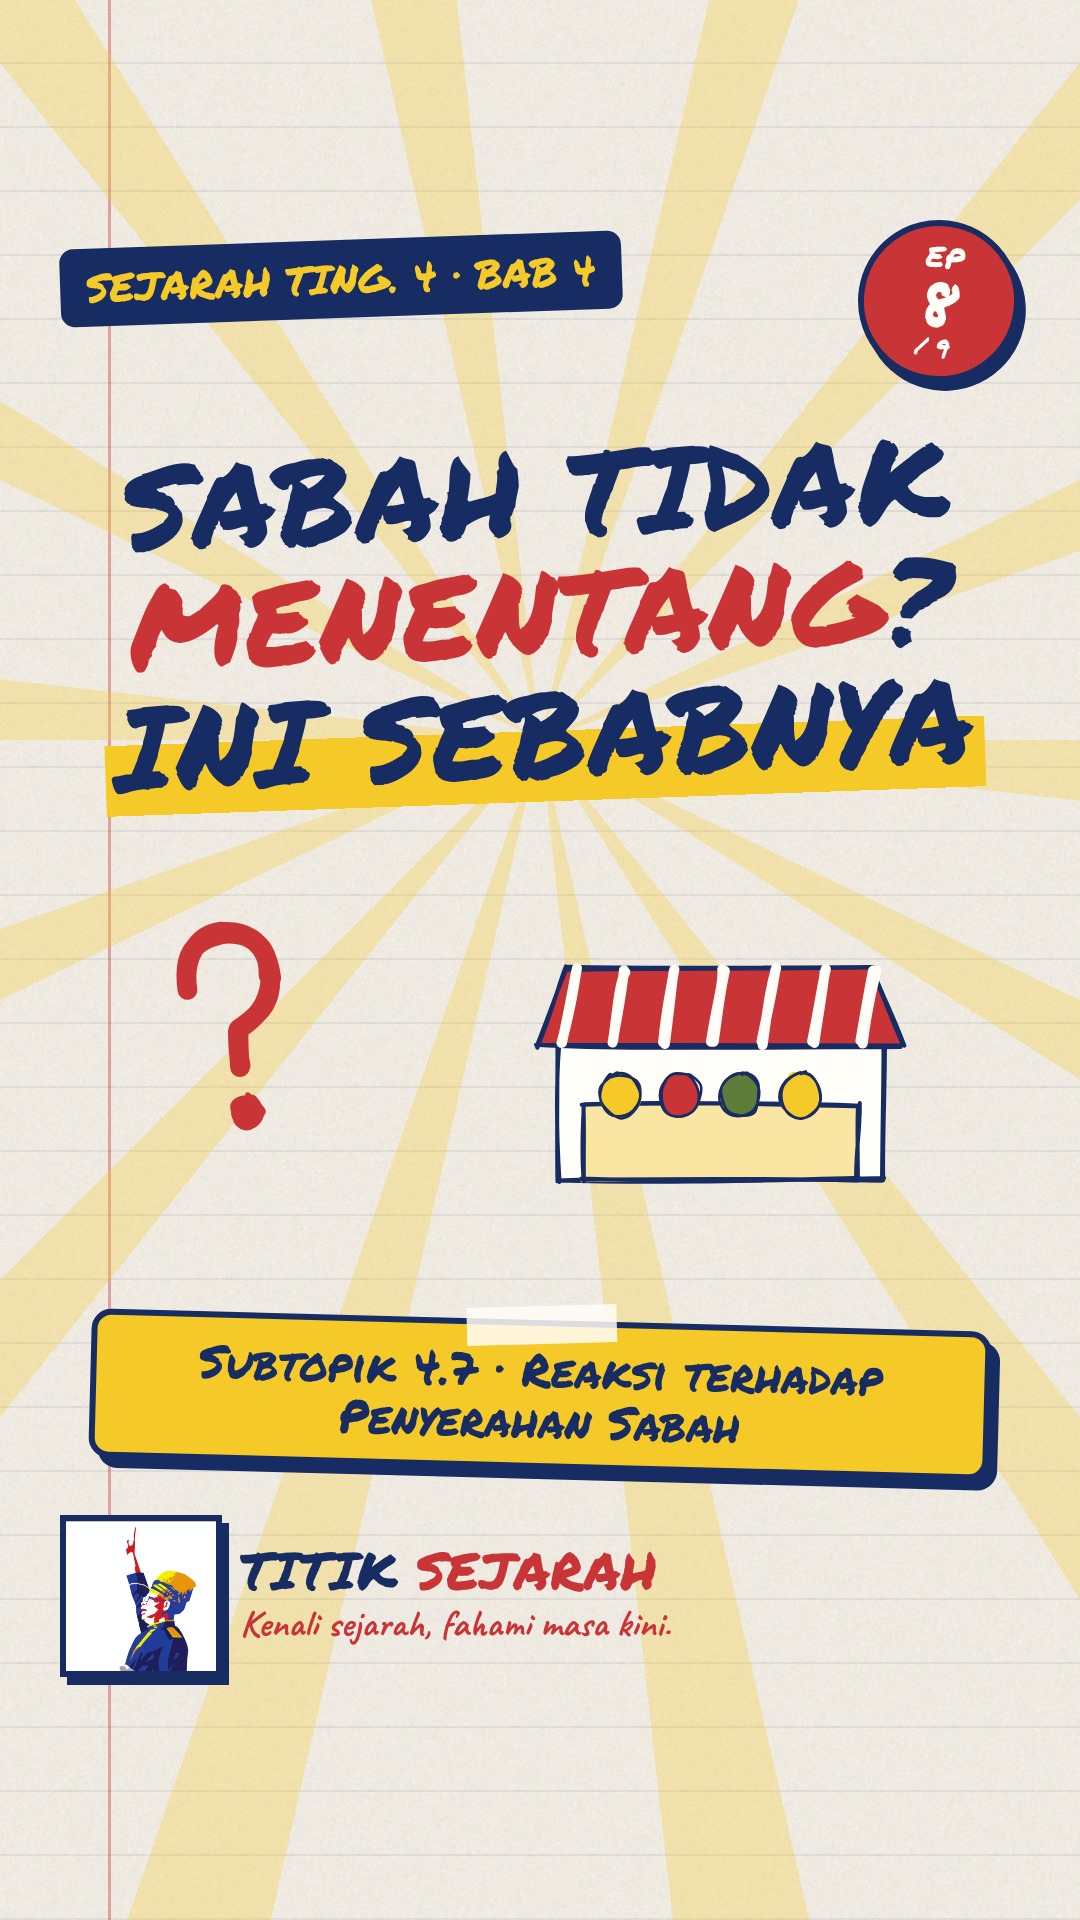 SEJARAH TING. 4 · BAB 4
EP
8
/ 9
SABAH TIDAK
MENENTANG?
INI SEBABNYA
SUBTOPIK 4.7 · REAKSI TERHADAP
PENYERAHAN SABAH
TITIK SEJARAH
Kenali sejarah, fahami masa kini.